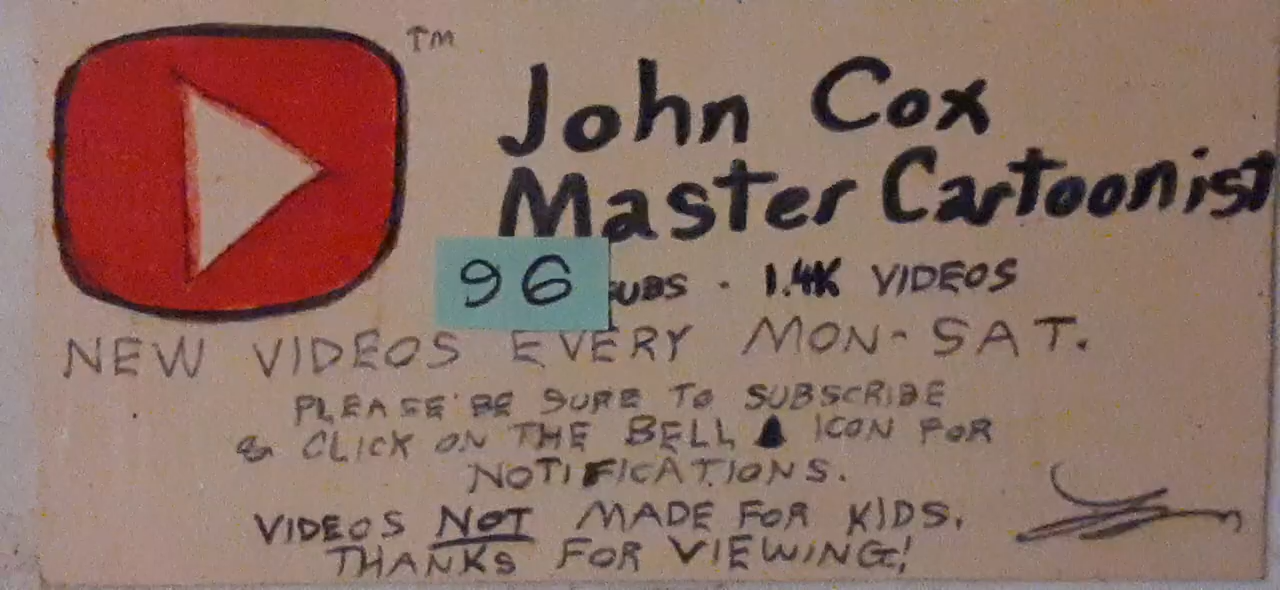 TM
John Cox
Master Cartoonist
96 SUBS · 1.4K VIDEOS
NEW VIDEOS EVERY MON-SAT.
PLEASE BE SURE TO SUBSCRIBE
& CLICK ON THE BELL ICON FOR
NOTIFICATIONS.
VIDEOS NOT MADE FOR KIDS.
THANKS FOR VIEWING!